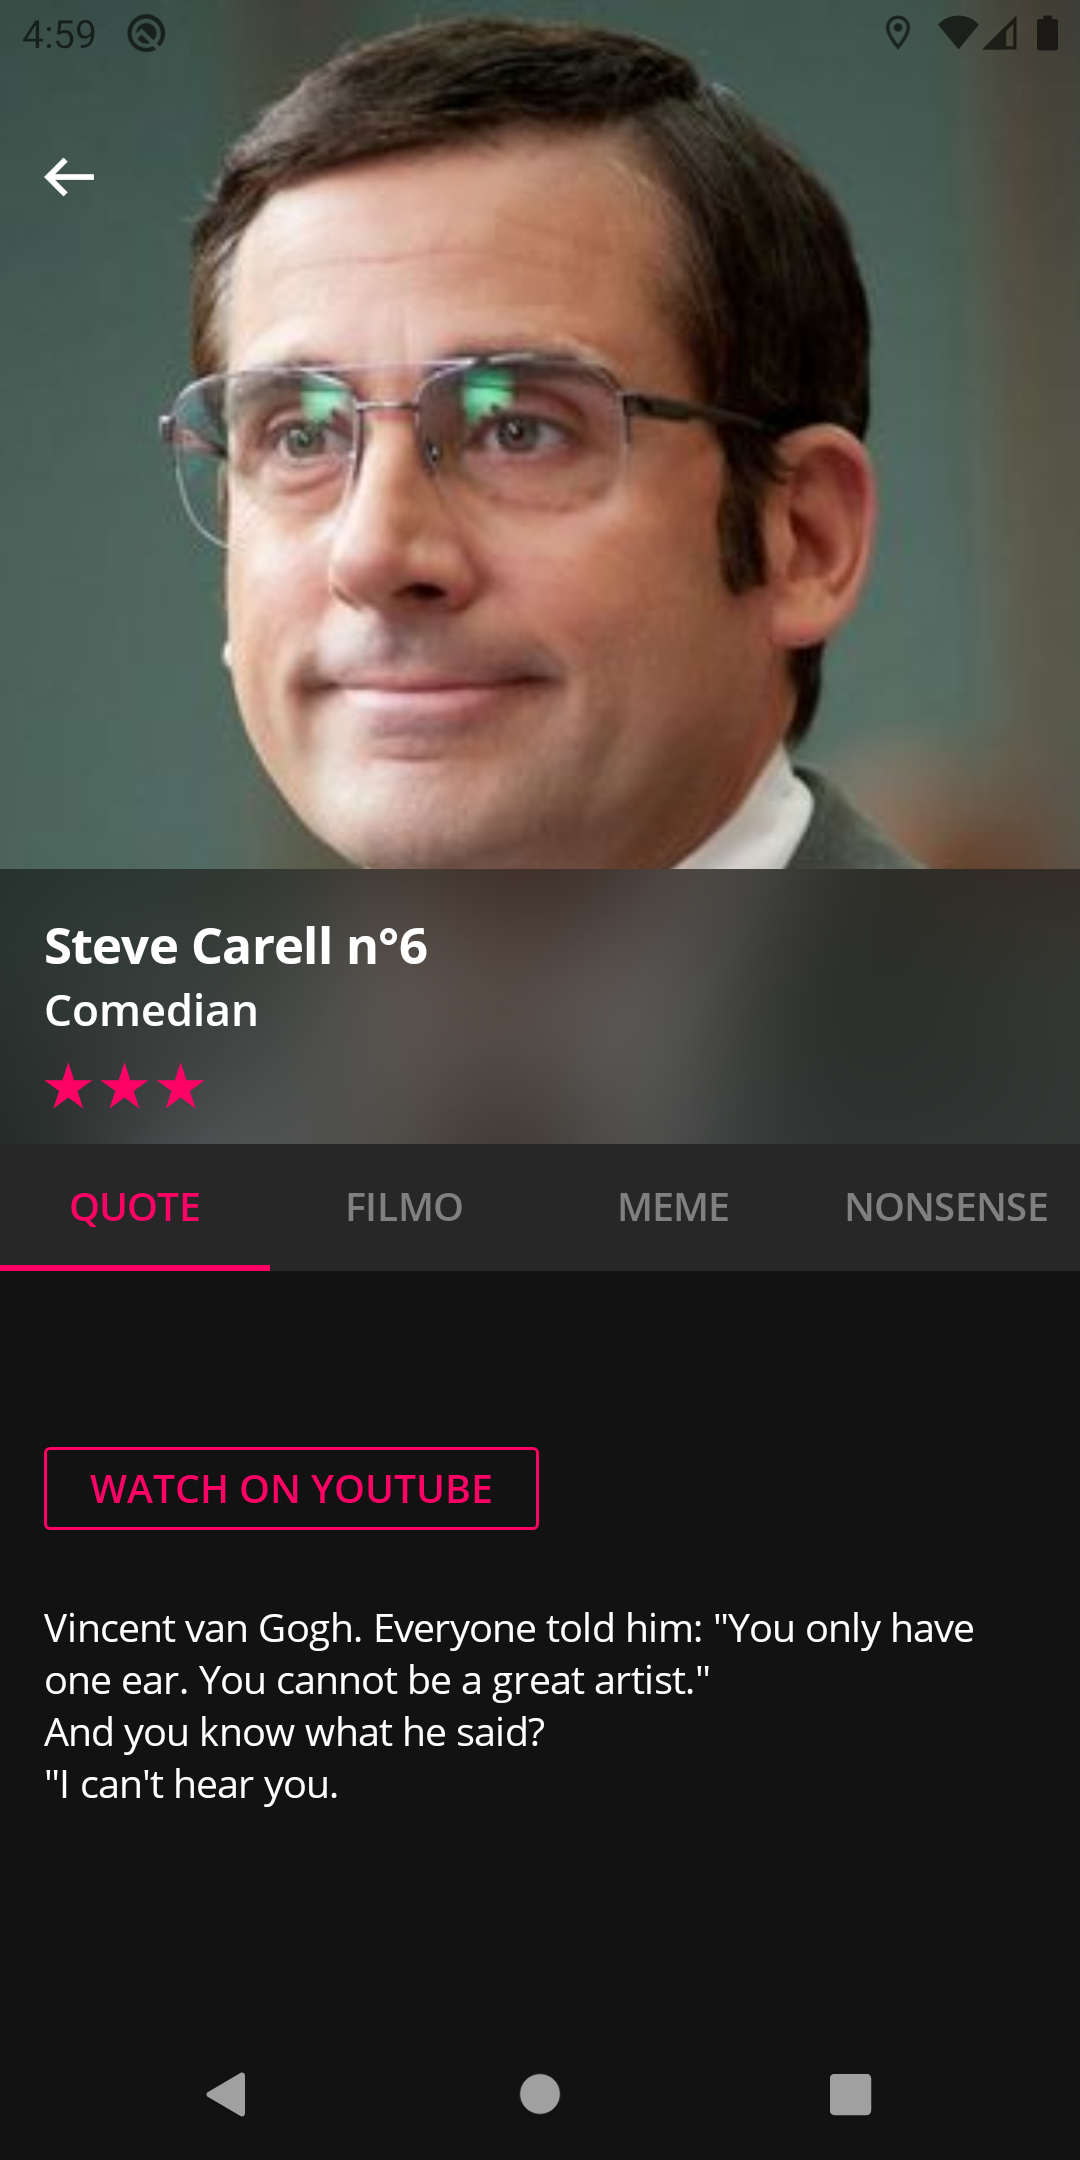 4:59
Steve Carell n°6
Comedian
QUOTE FILMO MEME NONSENSE
WATCH ON YOUTUBE
Vincent van Gogh. Everyone told him: "You only have
one ear. You cannot be a great artist."
And you know what he said?
"I can't hear you.